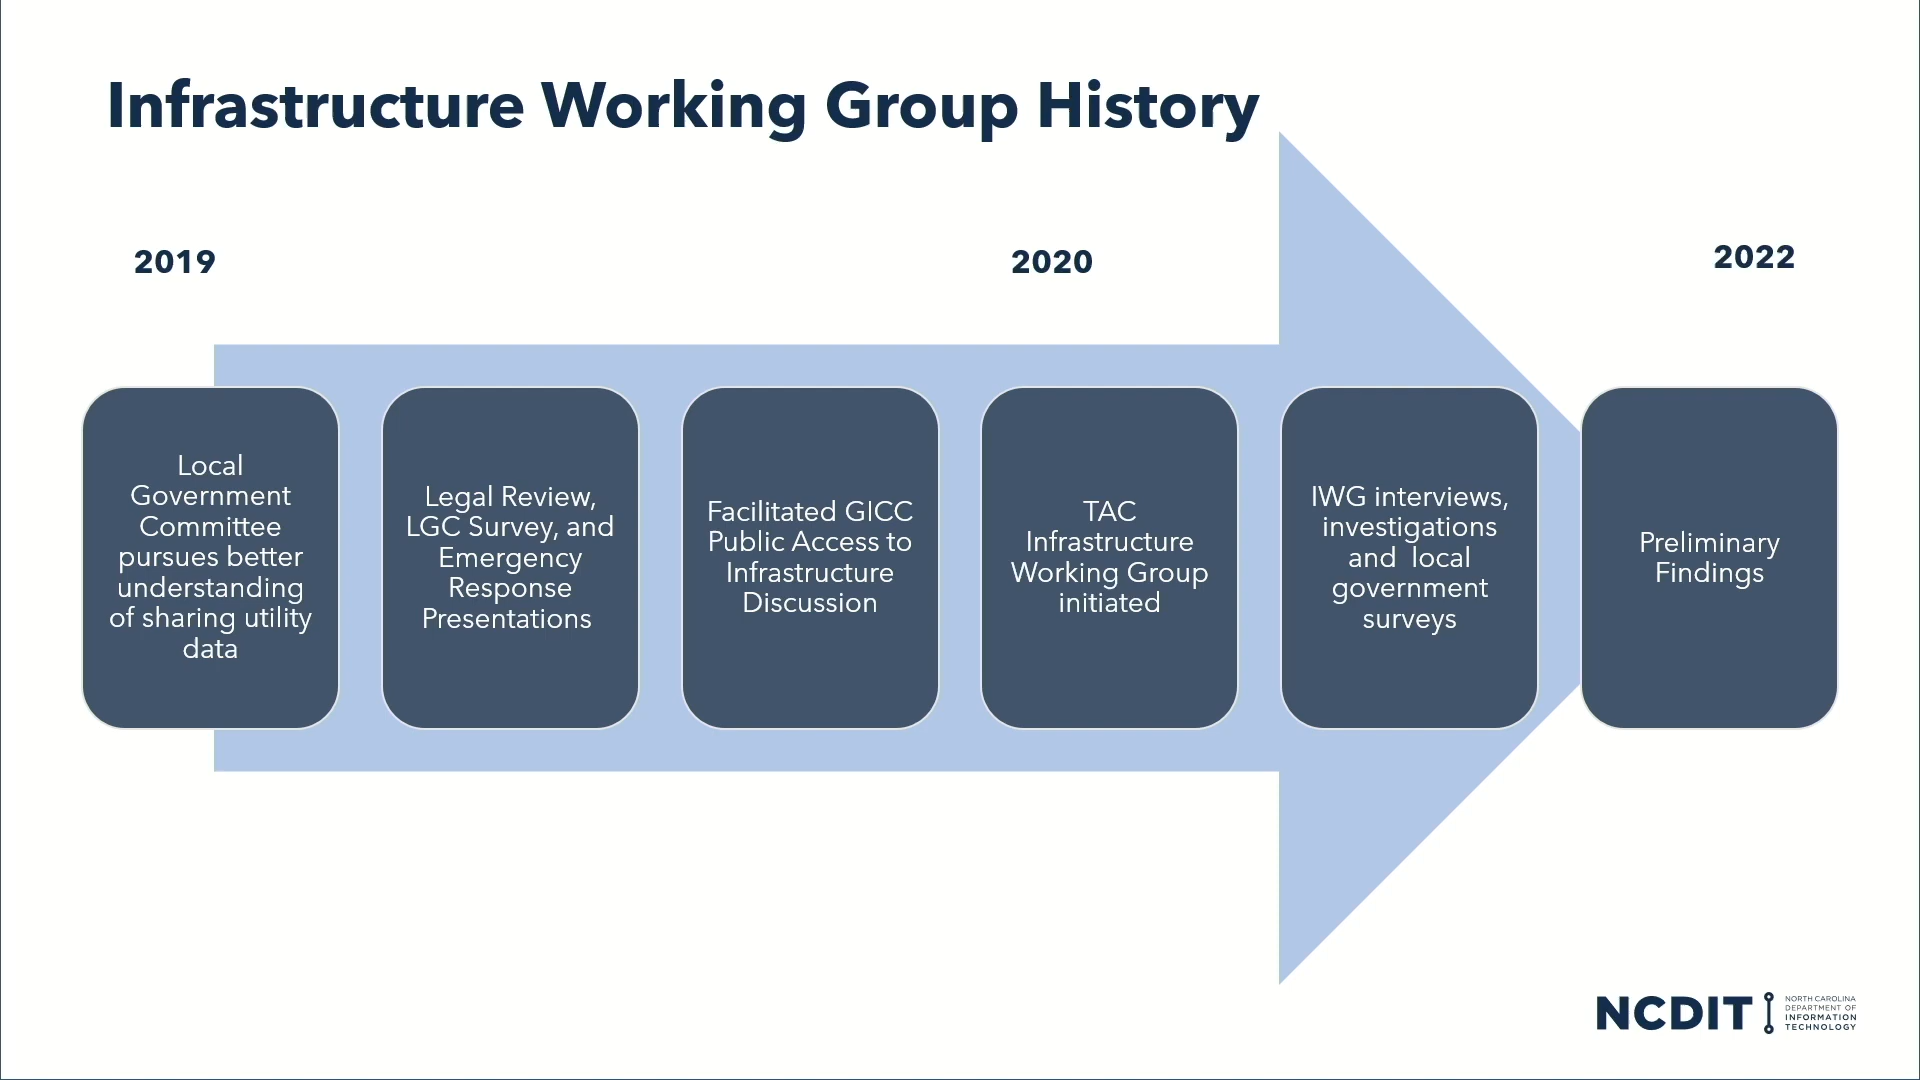 Infrastructure Working Group History
2019
2020
2022
Local
Government
Committee
pursues better
understanding
of sharing utility
data
Legal Review,
LGC Survey, and
Emergency
Response
Presentations
Facilitated GICC
Public Access to
Infrastructure
Discussion
TAC
Infrastructure
Working Group
initiated
IWG interviews,
investigations
and  local
government
surveys
Preliminary
Findings
NCDIT
NORTH CAROLINA
DEPARTMENT OF
INFORMATION
TECHNOLOGY